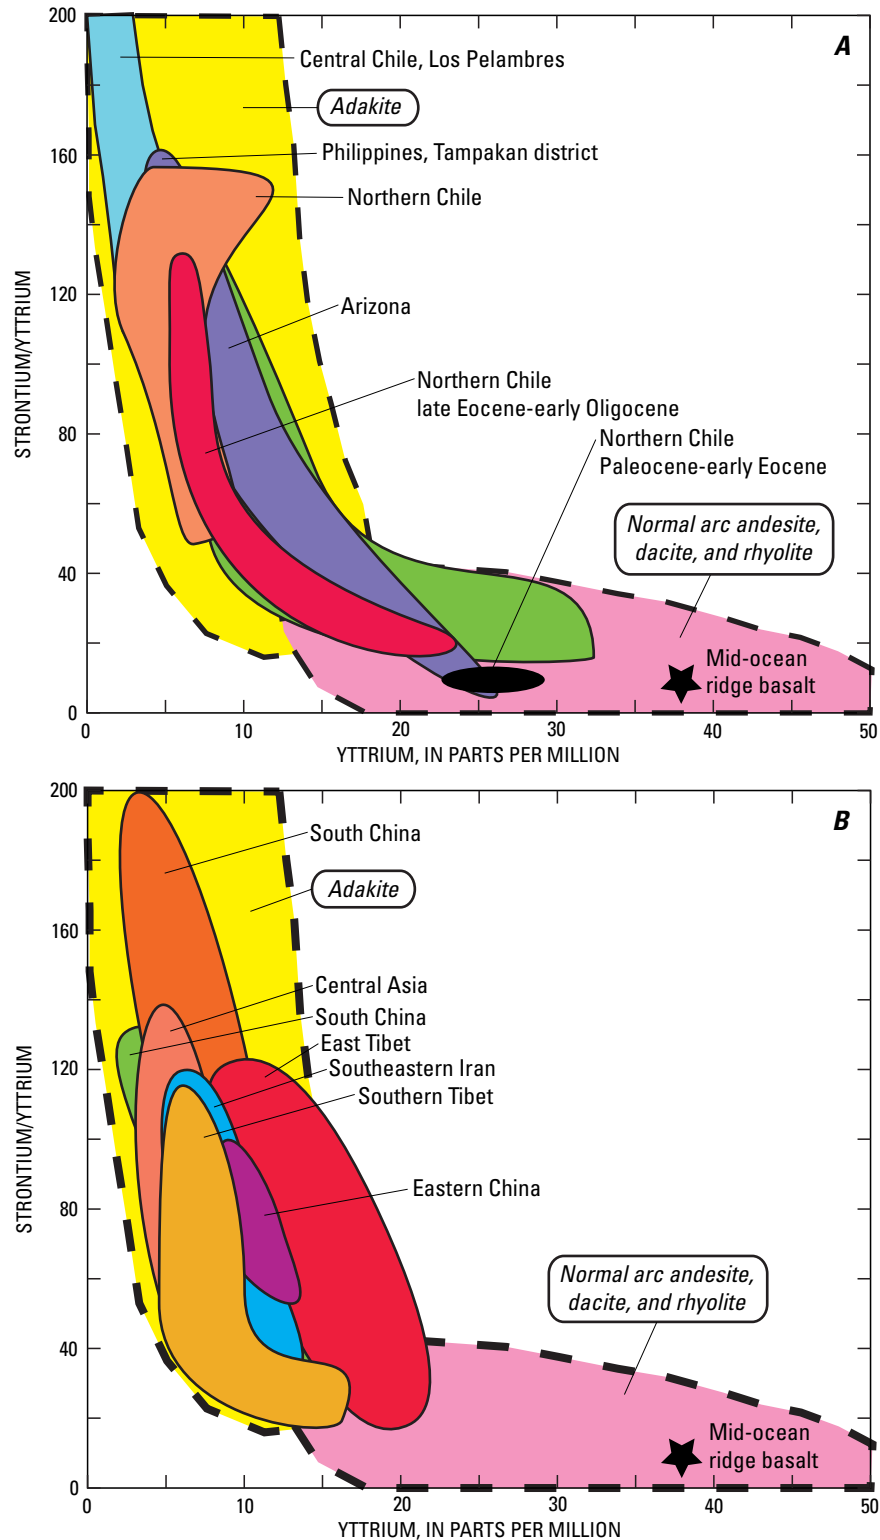 A
200
160
120
80
40
0
STRONTIUM/YTTRIUM
Central Chile, Los Pelambres
Adakite
Philippines, Tampakan district
Northern Chile
Arizona
Northern Chile
late Eocene-early Oligocene
Northern Chile
Paleocene-early Eocene
Normal arc andesite,
dacite, and rhyolite
Mid-ocean
ridge basalt
0 10 20 30 40 50
YTTRIUM, IN PARTS PER MILLION
B
200
160
120
80
40
0
STRONTIUM/YTTRIUM
South China
Adakite
Central Asia
South China
East Tibet
Southeastern Iran
Southern Tibet
Eastern China
Normal arc andesite,
dacite, and rhyolite
Mid-ocean
ridge basalt
0 10 20 30 40 50
YTTRIUM, IN PARTS PER MILLION